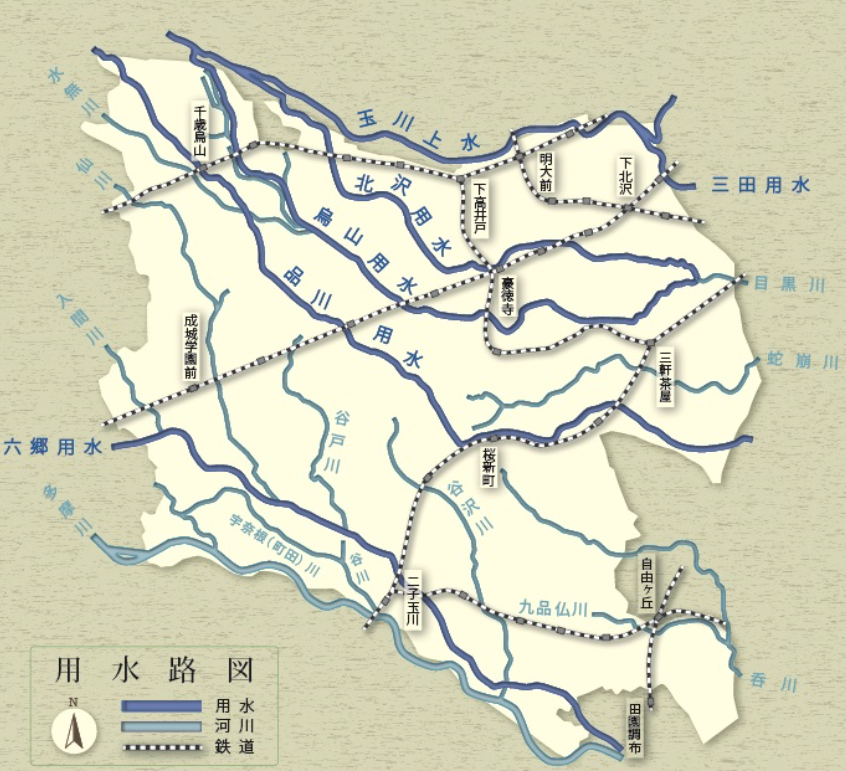 水無川
仙川
千歳烏山
玉川上水
明大前
下北沢
三田用水
北沢用水
下高井戸
烏山用水
品川用水
豪徳寺
目黒川
入間川
成城学園前
蛇崩川
三軒茶屋
六郷用水
谷戸川
桜新町
多摩川
谷沢川
宇奈根(町田)川
谷川
二子玉川
九品仏川
自由ヶ丘
呑川
田園調布
用水路図
N
用水
河川
鉄道